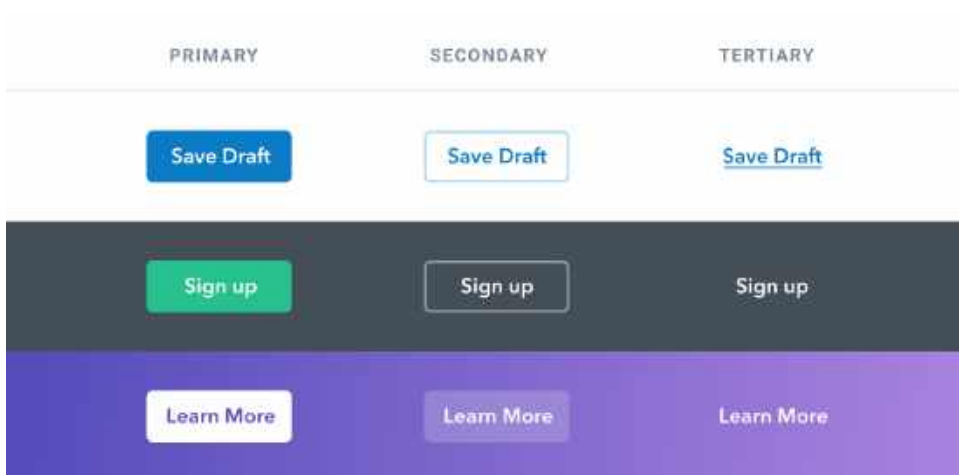 PRIMARY SECONDARY TERTIARY
Save Draft Save Draft Save Draft
Sign up Sign up Sign up
Learn More Learn More Learn More